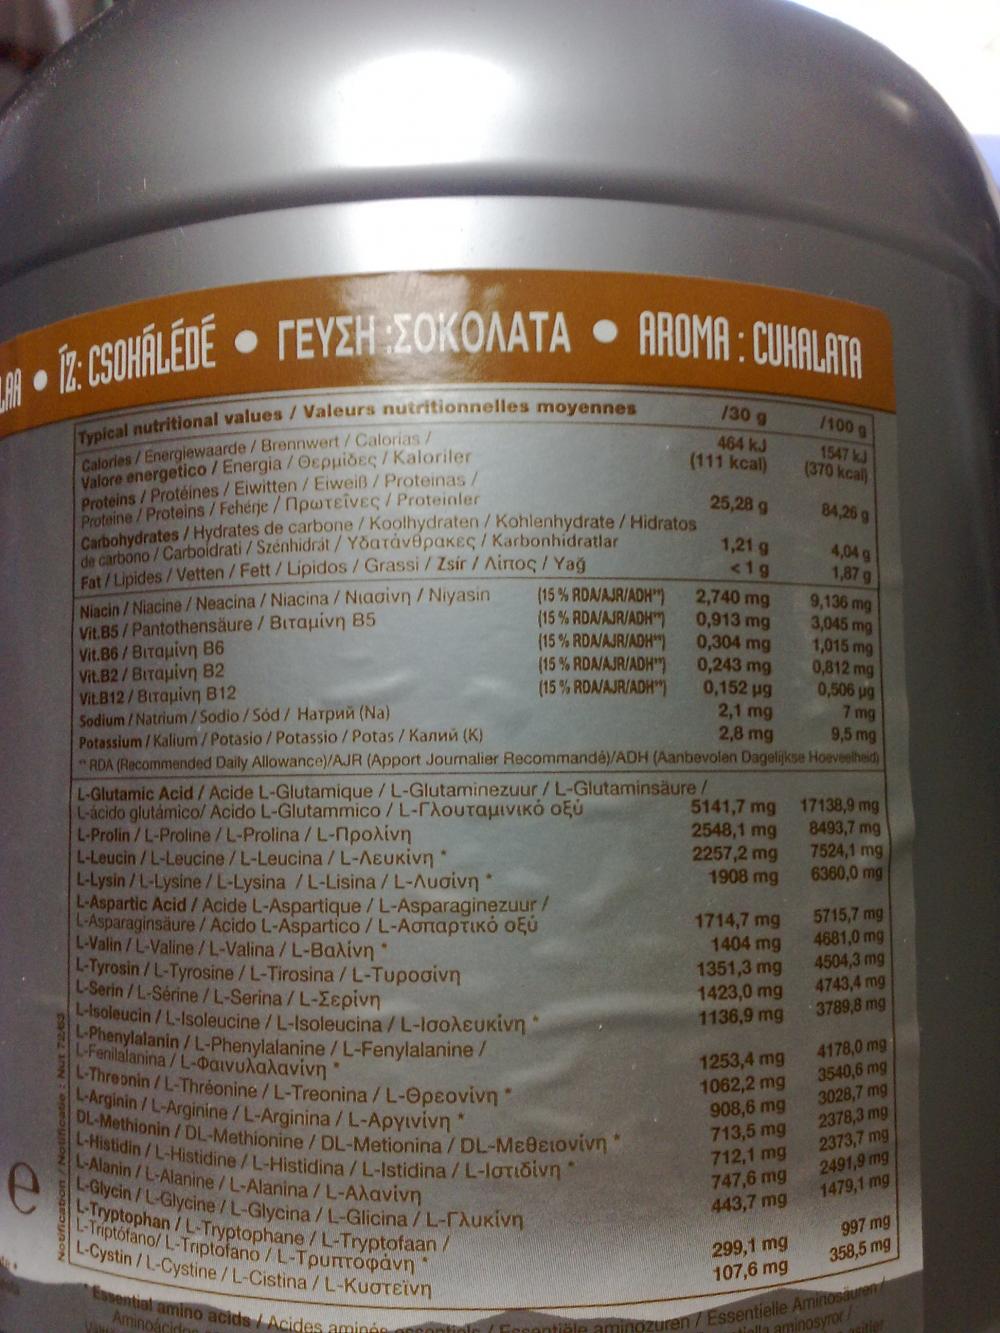 ÍZ: CSOHÁLÉDÉ • ΓΕΥΣΗ :ΣΟΚΟΛΑΤΑ • AROMA : CUHALATA
Typical nutritional values / Valeurs nutritionnelles moyennes /30 g /100 g
Calories / Energiewaarde / Brennwert / Calorias / 464 kJ 1547 kJ
Valore energetico / Energia / Θερμίδες / Kaloriler (111 kcal) (370 kcal)
Proteins / Protéines / Eiwitten / Eiweiß / Proteinas /
Proteine / Proteins / Fehérje / Πρωτεΐνες / Proteinler 25,28 g 84,26 g
Carbohydrates / Hydrates de carbone / Koolhydraten / Kohlenhydrate / Hidratos
de carbono / Carboidrati / Szénhidrát / Υδατάνθρακες / Karbonhidratlar 1,21 g 4,04 g
Fat / Lipides / Vetten / Fett / Lipidos / Grassi / Zsír / Λίπος / Yağ < 1 g 1,87 g
Niacin / Niacine / Neacina / Niacina / Νιασίνη / Niyasin (15 % RDA/AJR/ADH**) 2,740 mg 9,136 mg
Vit.B5 / Pantothensäure / Βιταμίνη B5 (15 % RDA/AJR/ADH**) 0,913 mg 3,045 mg
Vit.B6 / Βιταμίνη B6 (15 % RDA/AJR/ADH**) 0,304 mg 1,015 mg
Vit.B2 / Βιταμίνη B2 (15 % RDA/AJR/ADH**) 0,243 mg 0,812 mg
Vit.B12 / Βιταμίνη B12 (15 % RDA/AJR/ADH**) 0,152 µg 0,506 µg
Sodium / Natrium / Sodio / Sód / Натрий (Na) 2,1 mg 7 mg
Potassium / Kalium / Potasio / Potassio / Potas / Калий (K) 2,8 mg 9,5 mg
** RDA (Recommended Daily Allowance)/AJR (Apport Journalier Recommandé)/ADH (Aanbevolen Dagelijkse Hoeveelheid)
L-Glutamic Acid / Acide L-Glutamique / L-Glutaminezuur / L-Glutaminsäure /
L-ácido glutámico/ Acido L-Glutammico / L-Γλουταμινικό οξύ 5141,7 mg 17138,9 mg
L-Prolin / L-Proline / L-Prolina / L-Προλίνη 2548,1 mg 8493,7 mg
L-Leucin / L-Leucine / L-Leucina / L-Λευκίνη * 2257,2 mg 7524,1 mg
L-Lysin / L-Lysine / L-Lysina / L-Lisina / L-Λυσίνη * 1908 mg 6360,0 mg
L-Aspartic Acid / Acide L-Aspartique / L-Asparaginezuur /
L-Asparaginsäure / Acido L-Aspartico / L-Ασπαρτικό οξύ 1714,7 mg 5715,7 mg
L-Valin / L-Valine / L-Valina / L-Βαλίνη * 1404 mg 4681,0 mg
L-Tyrosin / L-Tyrosine / L-Tirosina / L-Τυροσίνη 1351,3 mg 4504,3 mg
L-Serin / L-Sérine / L-Serina / L-Σερίνη 1423,0 mg 4743,4 mg
L-Isoleucin / L-Isoleucine / L-Isoleucina / L-Ισολευκίνη * 1136,9 mg 3789,8 mg
L-Phenylalanin / L-Phenylalanine / L-Fenylalanine /
L-Fenilalanina / L-Φαινυλαλανίνη * 1253,4 mg 4178,0 mg
L-Threonin / L-Thréonine / L-Treonina / L-Θρεονίνη * 1062,2 mg 3540,6 mg
L-Arginin / L-Arginine / L-Arginina / L-Αργινίνη * 908,6 mg 3028,7 mg
DL-Methionin / DL-Methionine / DL-Metionina / DL-Μεθειονίνη * 713,5 mg 2378,3 mg
L-Histidin / L-Histidine / L-Histidina / L-Istidina / L-Ιστιδίνη * 712,1 mg 2373,7 mg
L-Alanin / L-Alanine / L-Alanina / L-Αλανίνη 747,6 mg 2491,9 mg
L-Glycin / L-Glycine / L-Glycina / L-Glicina / L-Γλυκίνη 443,7 mg 1479,1 mg
L-Tryptophan / L-Tryptophane / L-Tryptofaan /
L-Triptófano/ L-Triptofano / L-Τρυπτοφάνη * 299,1 mg 997 mg
L-Cystin / L-Cystine / L-Cistina / L-Κυστεΐνη 107,6 mg 358,5 mg
* Essential amino acids / Acides aminés essentiels / Essentiële aminozuren / Essentielle Aminosäuren /
Notification / Notificatie : Nut 72/63
e